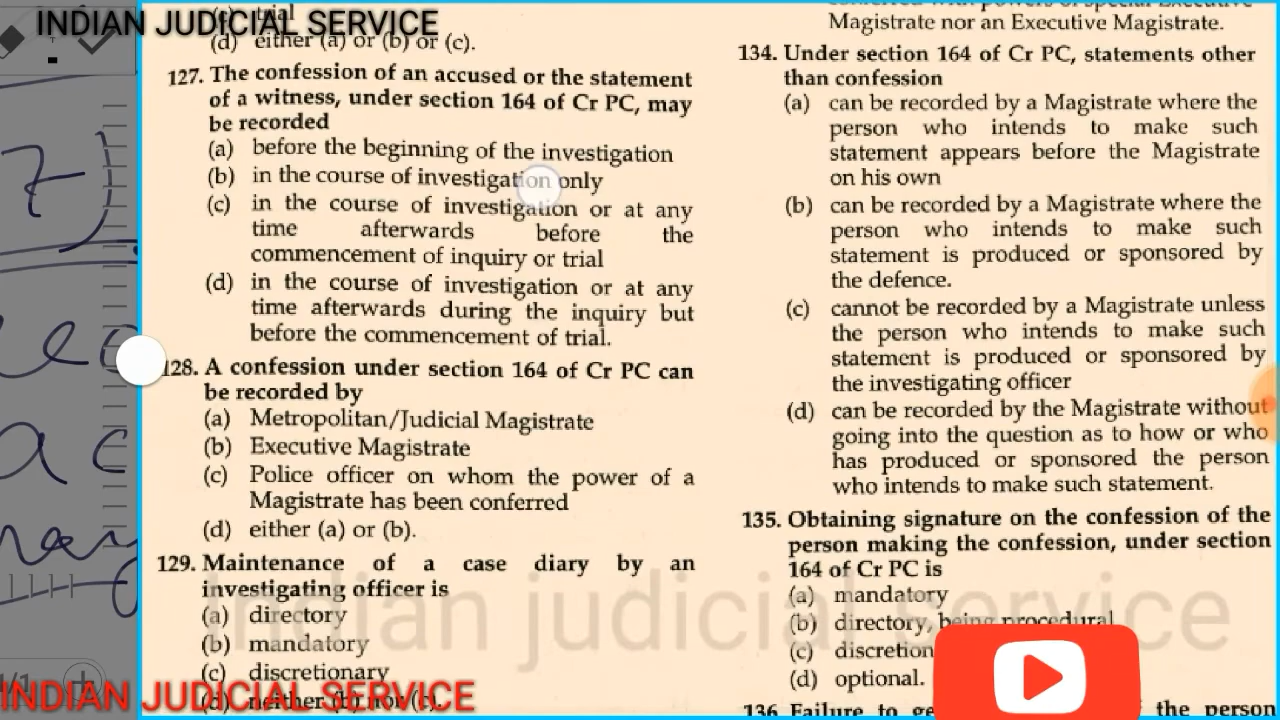 INDIAN JUDICIAL SERVICE
(c) trial
(d) either (a) or (b) or (c).
127. The confession of an accused or the statement
of a witness, under section 164 of Cr PC, may
be recorded
(a) before the beginning of the investigation
(b) in the course of investigation only
(c) in the course of investigation or at any
time afterwards before the
commencement of inquiry or trial
(d) in the course of investigation or at any
time afterwards during the inquiry but
before the commencement of trial.
128. A confession under section 164 of Cr PC can
be recorded by
(a) Metropolitan/Judicial Magistrate
(b) Executive Magistrate
(c) Police officer on whom the power of a
Magistrate has been conferred
(d) either (a) or (b).
129. Maintenance of a case diary by an
investigating officer is
(a) directory
(b) mandatory
(c) discretionary
(d) neither (b) nor (c).
Magistrate nor an Executive Magistrate.
134. Under section 164 of Cr PC, statements other
than confession
(a) can be recorded by a Magistrate where the
person who intends to make such
statement appears before the Magistrate
on his own
(b) can be recorded by a Magistrate where the
person who intends to make such
statement is produced or sponsored by
the defence.
(c) cannot be recorded by a Magistrate unless
the person who intends to make such
statement is produced or sponsored by
the investigating officer
(d) can be recorded by the Magistrate without
going into the question as to how or who
has produced or sponsored the person
who intends to make such statement.
135. Obtaining signature on the confession of the
person making the confession, under section
164 of Cr PC is
(a) mandatory
(b) directory, being procedural
(c) discretion
(d) optional.
136. Failure to ge the person
Indian judicial service
INDIAN JUDICIAL SERVICE